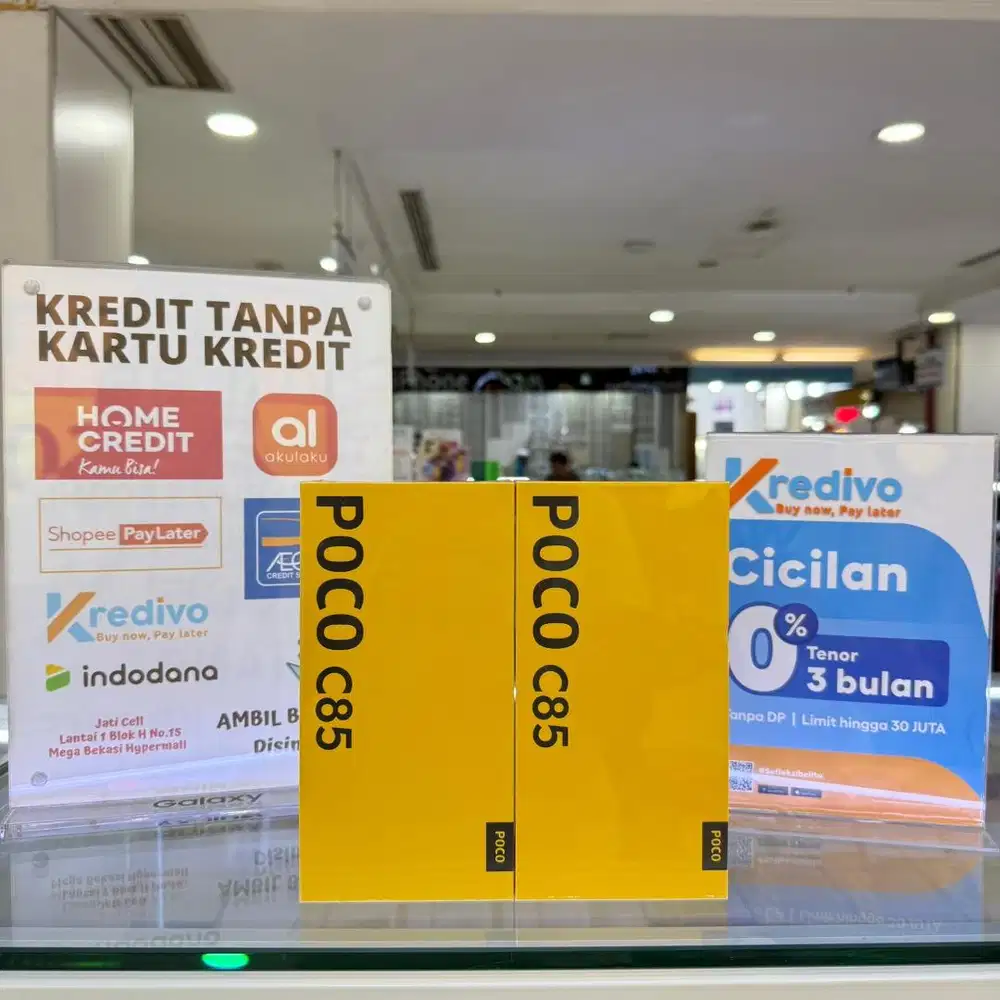 KREDIT TANPA
KARTU KREDIT
HOME
CREDIT
Kamu Bisa!
al
akulaku
Shopee PayLater
CREDIT
Kredivo
Buy now, Pay later
indodana
Jati Cell
Lantai 1 Blok H No.15
Mega Bekasi Hypermall
AMBIL B
Disin
Galaxy
POCO C85
POCO
POCO C85
POCO
Kredivo
Buy now, Pay later
Cicilan
0%
Tenor
3 bulan
Tanpa DP | Limit hingga 30 JUTA